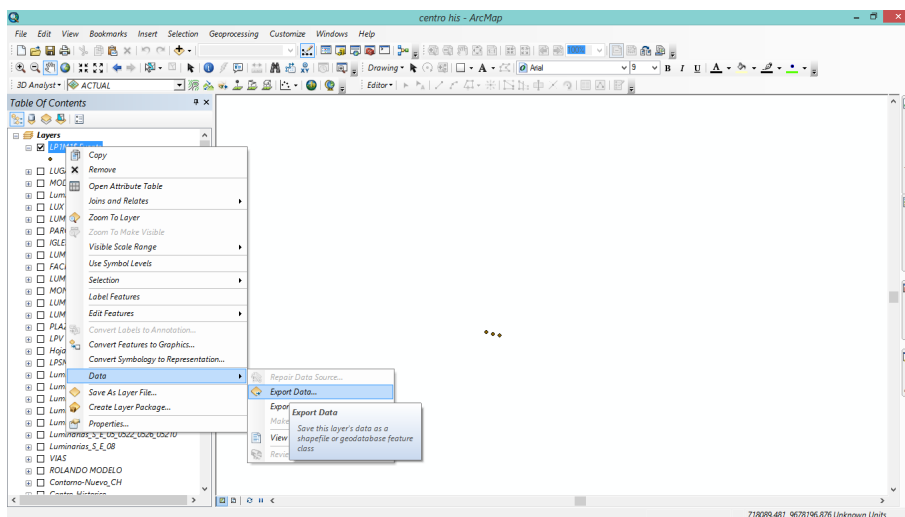 centro his - ArcMap
File Edit View Bookmarks Insert Selection Geoprocessing Customize Windows Help
100%
Drawing
Arial
9
B I U A
3D Analyst
ACTUAL
Editor
Table Of Contents
Layers
LUG
MOD
Lum
LUX
LUM
PAR
IGLE
LUM
FAC
LUM
MON
LUM
LUM
PLAZ
LPV
Hoja
LPSN
Lum
Lum
Lum
Lum
Lum
Luminarias_S_E_05_0522_0526_05210
Luminarias_S_E_08
VIAS
ROLANDO MODELO
Contorno-Nuevo_CH
Centro Historico
Copy
Remove
Open Attribute Table
Joins and Relates
Zoom To Layer
Zoom To Make Visible
Visible Scale Range
Use Symbol Levels
Selection
Label Features
Edit Features
Convert Labels to Annotation...
Convert Features to Graphics...
Convert Symbology to Representation...
Data
Save As Layer File...
Create Layer Package...
Properties...
Repair Data Source...
Export Data...
Expor
Make
View
Revie
Export Data
Save this layer's data as a
shapefile or geodatabase feature
class
718089,481 9678196,876 Unknown Units